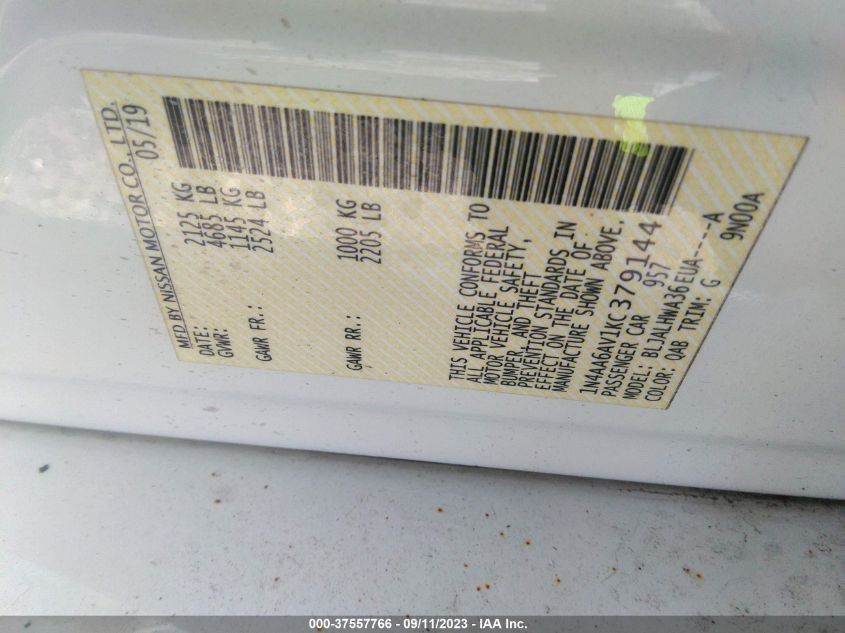 MFD BY NISSAN MOTOR CO., LTD.
DATE: 05/19
GVWR: 2125 KG
4685 LB
GAWR FR.: 1145 KG
2524 LB
GAWR RR.: 1000 KG
2205 LB
THIS VEHICLE CONFORMS TO
ALL APPLICABLE FEDERAL
MOTOR VEHICLE SAFETY,
BUMPER, AND THEFT
PREVENTION STANDARDS IN
EFFECT ON THE DATE OF
MANUFACTURE SHOWN ABOVE.
1N4AA6AV1KC379144
PASSENGER CAR 957
MODEL: BLJALHWA36EUA----A
COLOR: QAB TRIM: G 9N00A
000-37557766 - 09/11/2023 - IAA Inc.